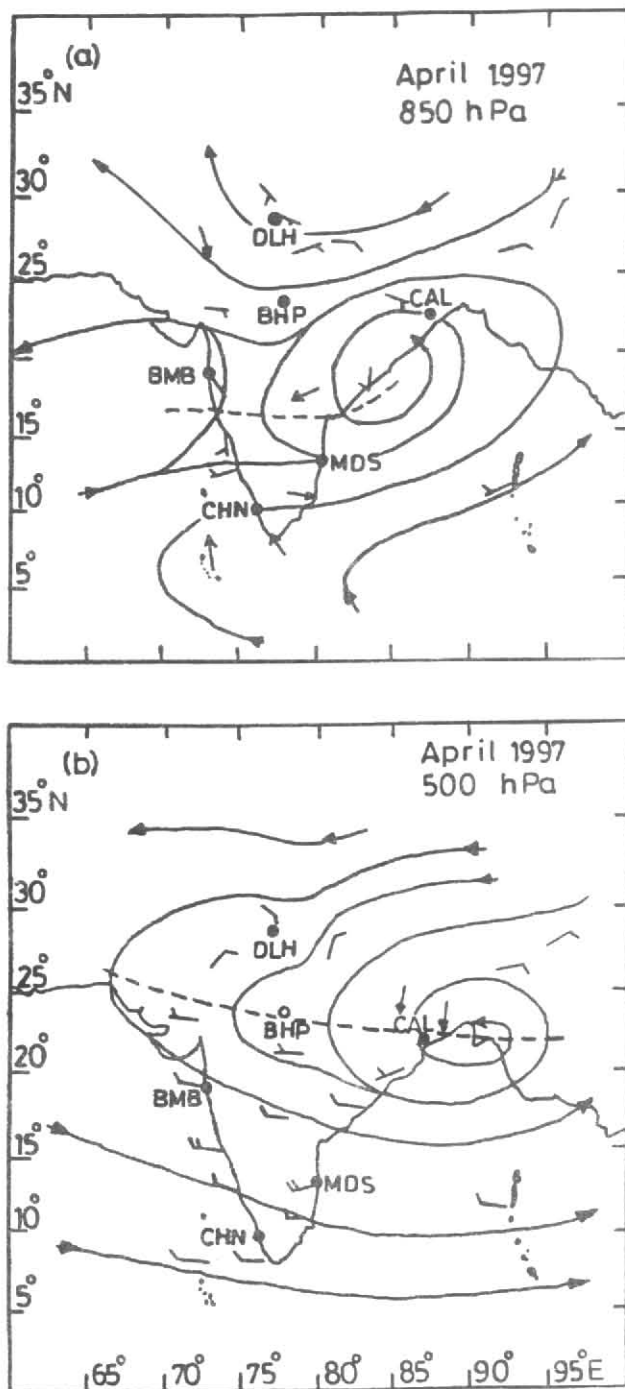 (a)
April 1997
850 hPa
35°N
30°
25°
20°
15°
10°
5°
DLH
BHP
CAL
BMB
MDS
CHN
(b)
April 1997
500 hPa
35°N
30°
25°
20°
15°
10°
5°
DLH
BHP
CAL
BMB
MDS
CHN
65° 70° 75° 80° 85° 90° 95°E